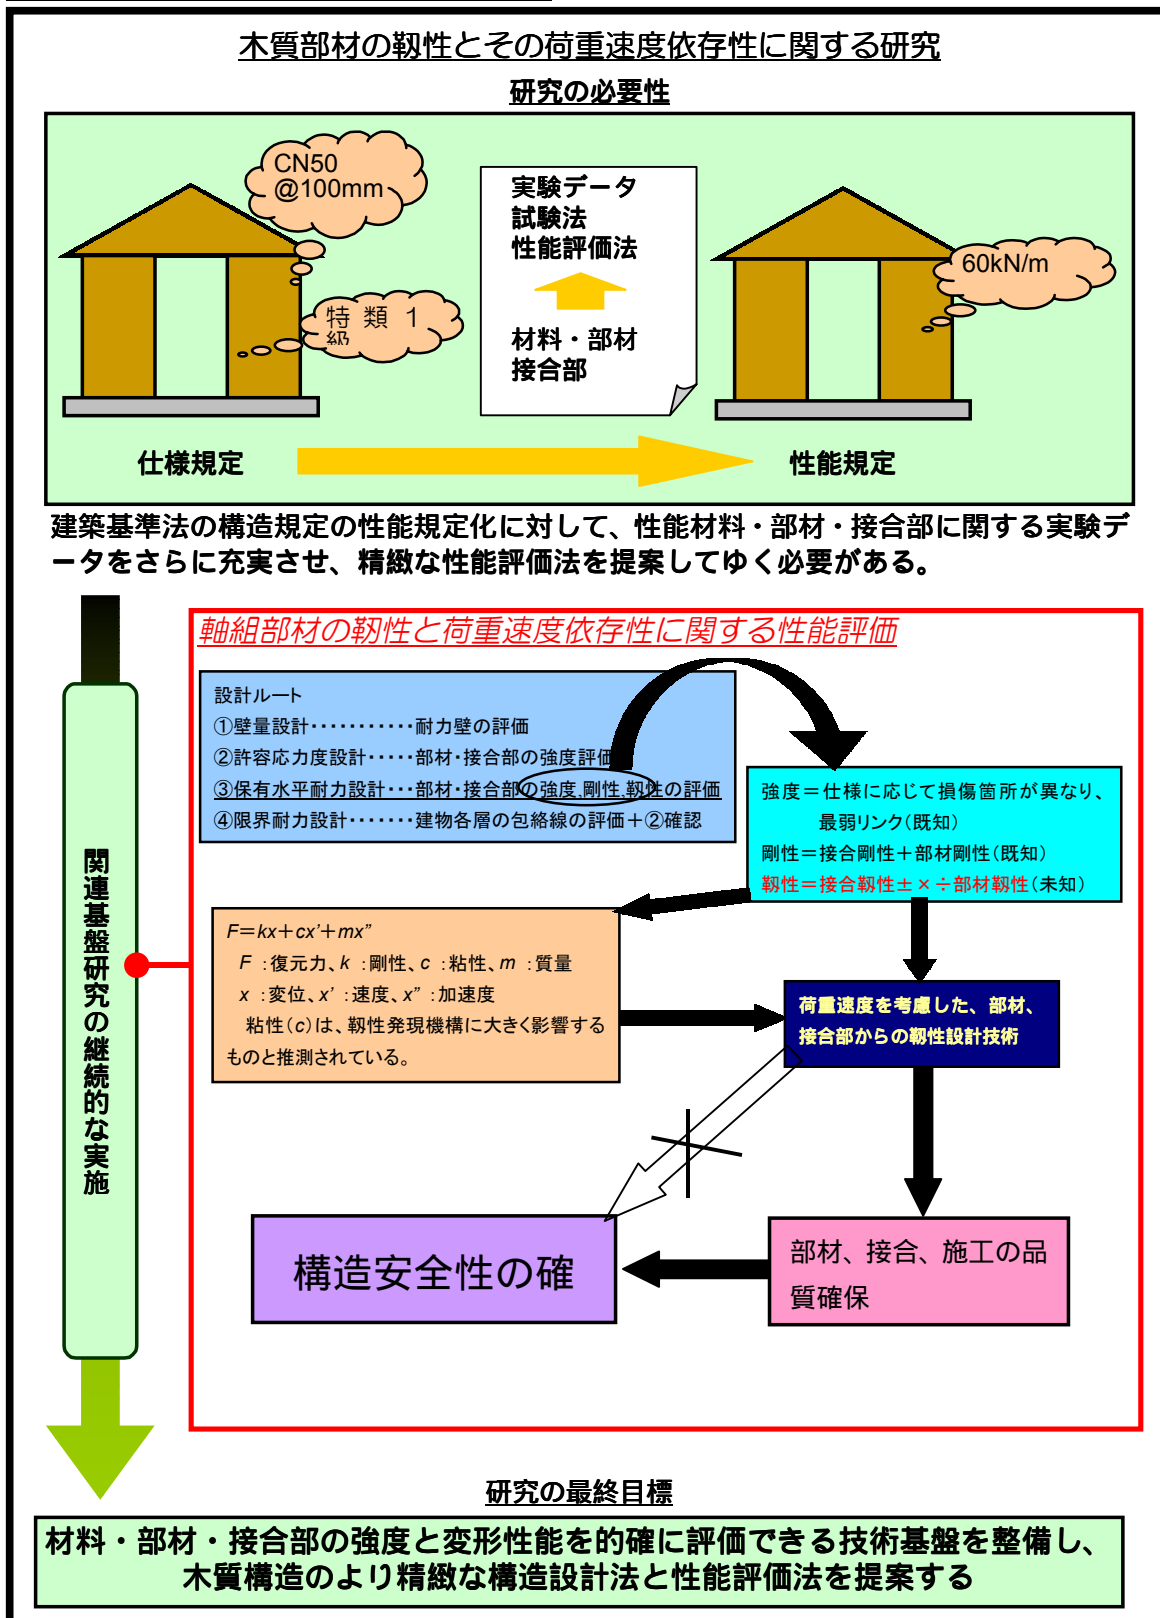 木質部材の靭性とその荷重速度依存性に関する研究
研究の必要性
CN50
@100mm
特 類 1
級
実験データ
試験法
性能評価法
材料・部材
接合部
60kN/m
仕様規定
性能規定
建築基準法の構造規定の性能規定化に対して、性能材料・部材・接合部に関する実験デ
ータをさらに充実させ、精緻な性能評価法を提案してゆく必要がある。
軸組部材の靭性と荷重速度依存性に関する性能評価
設計ルート
①壁量設計・・・・・・・・・・・耐力壁の評価
②許容応力度設計・・・・・部材・接合部の強度評価
③保有水平耐力設計・・・部材・接合部の強度、剛性、靭性の評価
④限界耐力設計・・・・・・・建物各層の包絡線の評価＋②確認
強度＝仕様に応じて損傷箇所が異なり、
最弱リンク（既知）
剛性＝接合剛性＋部材剛性（既知）
靭性＝接合靭性±×÷部材靭性（未知）
F＝kx＋cx’＋mx”
F ：復元力、k ：剛性、c ：粘性、m ：質量
x ：変位、x’ ：速度、x” ：加速度
粘性（c）は、靭性発現機構に大きく影響する
ものと推測されている。
荷重速度を考慮した、部材、
接合部からの靭性設計技術
関連基盤研究の継続的な実施
構造安全性の確
部材、接合、施工の品
質確保
研究の最終目標
材料・部材・接合部の強度と変形性能を的確に評価できる技術基盤を整備し、
木質構造のより精緻な構造設計法と性能評価法を提案する